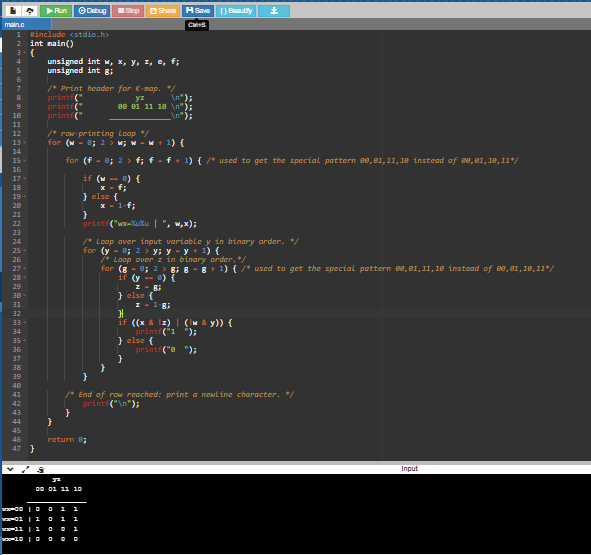 Run Debug Stop Share Save {} Beautify
main.c
Ctrl+S
1 #include <stdio.h>
2 int main()
3 {
4 unsigned int w, x, y, z, e, f;
5 unsigned int g;
6
7 /* Print header for K-map. */
8 printf("            yz      \n");
9 printf("        00 01 11 10 \n");
10 printf("      _____________\n");
11
12 /* row-printing loop */
13 for (w = 0; 2 > w; w = w + 1) {
14
15 for (f = 0; 2 > f; f = f + 1) { /* used to get the special pattern 00,01,11,10 instead of 00,01,10,11*/
16
17 if (w == 0) {
18 x = f;
19 } else {
20 x = 1-f;
21 }
22 printf("wx=%u%u | ", w,x);
23
24 /* Loop over input variable y in binary order. */
25 for (y = 0; 2 > y; y = y + 1) {
26 /* Loop over z in binary order.*/
27 for (g = 0; 2 > g; g = g + 1) { /* used to get the special pattern 00,01,11,10 instead of 00,01,10,11*/
28 if (y == 0) {
29 z = g;
30 } else {
31 z = 1-g;
32 }
33 if ((x & !z) | (!w & y)) {
34 printf("1  ");
35 } else {
36 printf("0  ");
37 }
38 }
39 }
40
41 /* End of row reached: print a newline character. */
42 printf("\n");
43 }
44 }
45
46 return 0;
47 }
input
yz
00 01 11 10
_____________
wx=00 | 0 0 1 1
wx=01 | 1 0 1 1
wx=11 | 1 0 0 1
wx=10 | 0 0 0 0